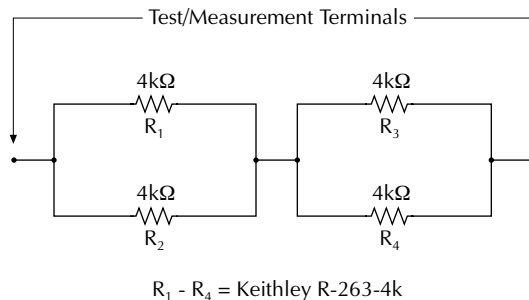 Test/Measurement Terminals
4kΩ
R1
4kΩ
R3
4kΩ
R2
4kΩ
R4
R1 - R4 = Keithley R-263-4k